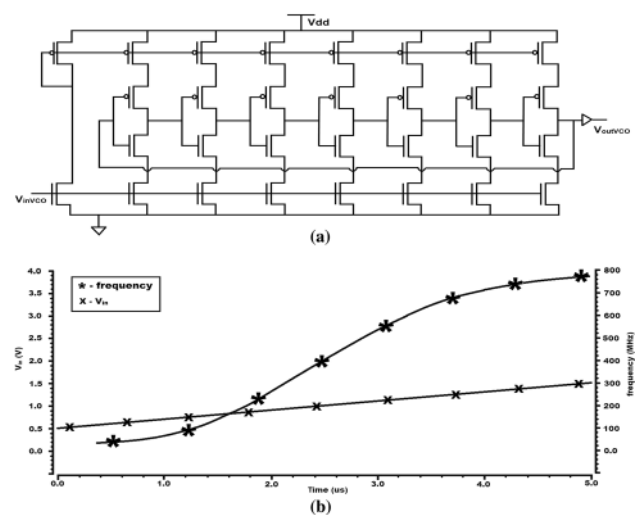 Vdd
VoutVCO
VinVCO
(a)
* - frequency
x - Vin
4.0
3.5
3.0
2.5
2.0
1.5
1.0
0.5
0.0
Vin (V)
800
700
600
500
400
300
200
100
0.0
frequency (MHz)
0.0
1.0
2.0
3.0
4.0
5.0
Time (us)
(b)